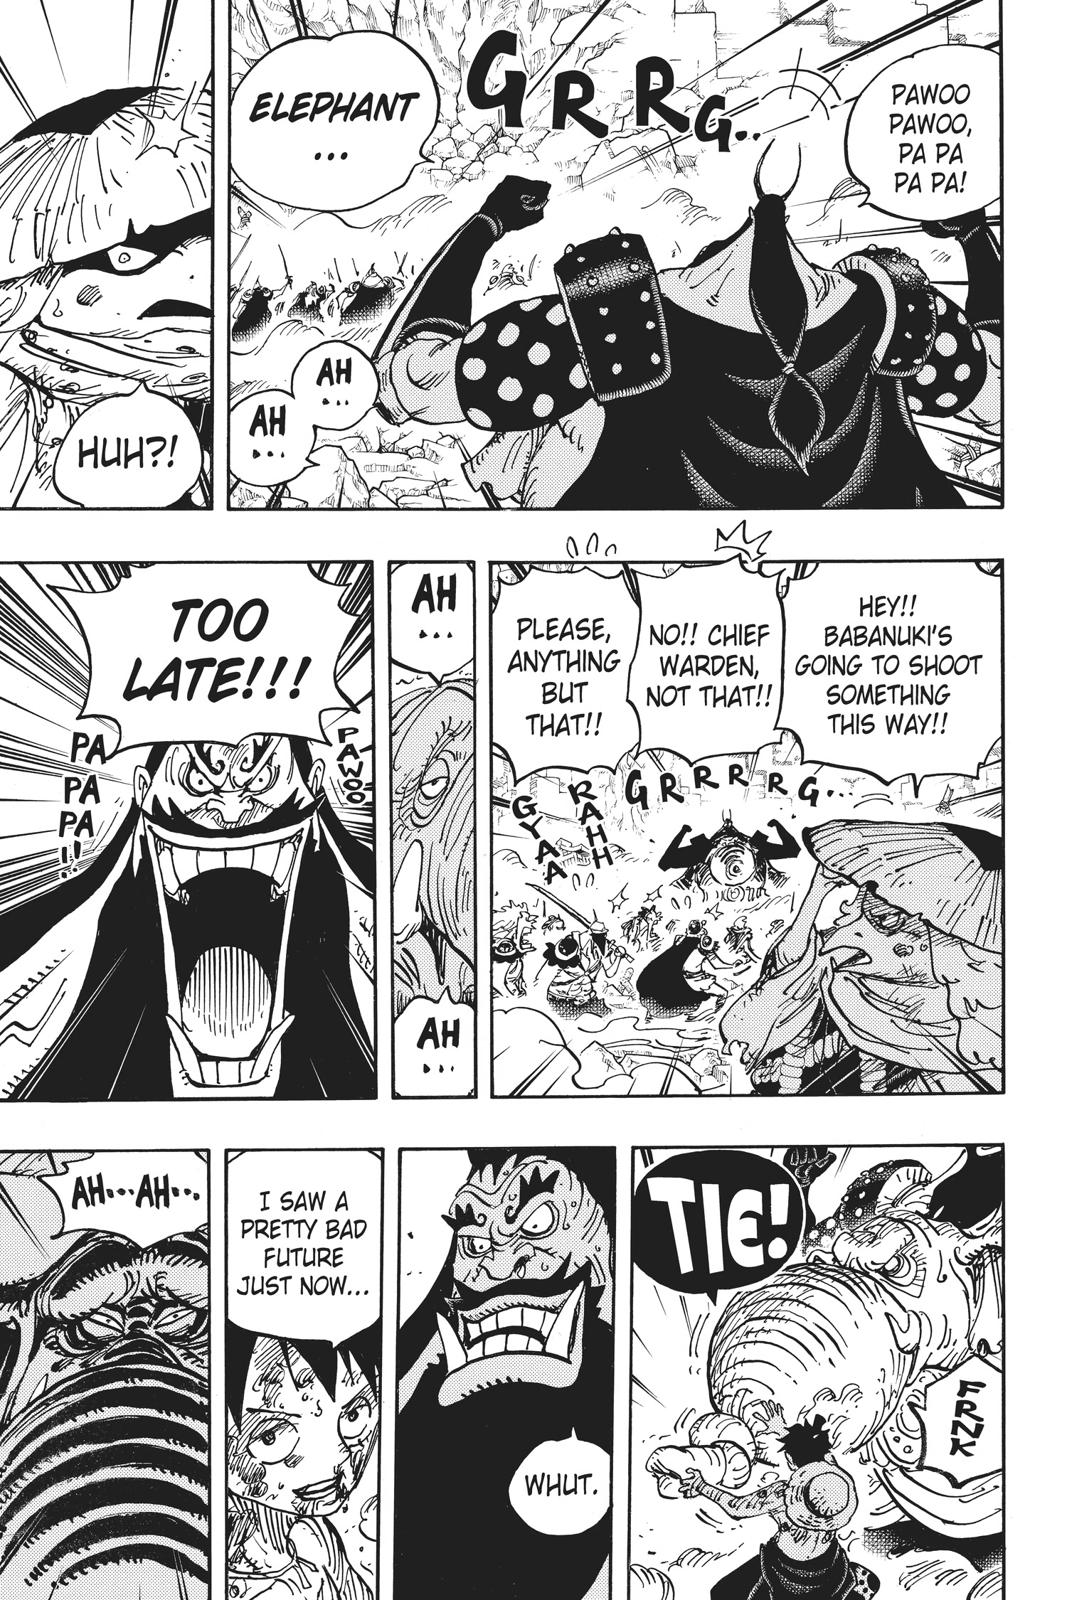 PAWOO
PAWOO,
PA PA
PA PA!
GRRG..
ELEPHANT
...
AH
...
AH
...
HUH?!
HEY!!
BABANUKI'S
GOING TO SHOOT
SOMETHING
THIS WAY!!
NO!! CHIEF
WARDEN,
NOT THAT!!
PLEASE,
ANYTHING
BUT
THAT!!
GRRRRG...
RAHH
GYAA
AH
...
AH
...
TOO
LATE!!!
PAWOO
PA
PA
PA!!
TIE!
FRNK
WHUT.
I SAW A
PRETTY BAD
FUTURE
JUST NOW...
AH...AH...